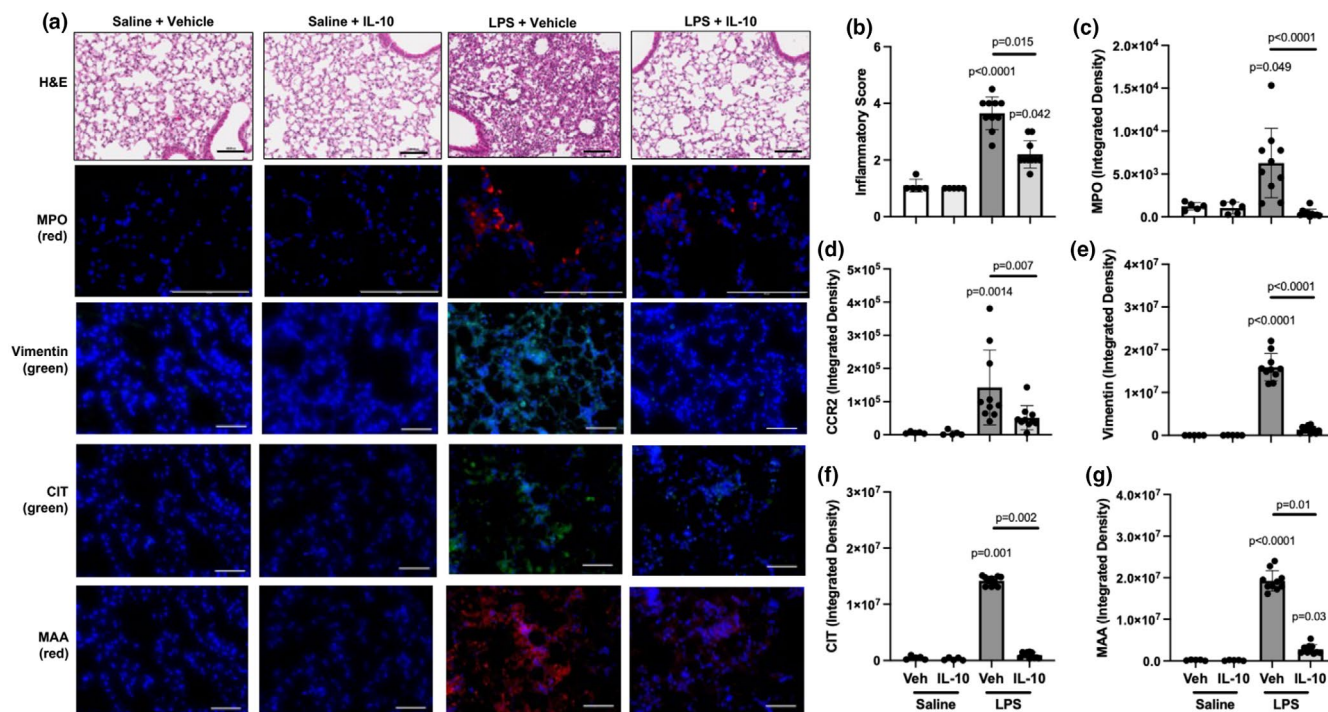 (a)
Saline + Vehicle
Saline + IL-10
LPS + Vehicle
LPS + IL-10
H&E
MPO
(red)
Vimentin
(green)
CIT
(green)
MAA
(red)
(b)
Inflammatory Score
6
4
2
0
p<0.0001
p=0.015
p=0.042
(c)
MPO (Integrated Density)
2.0×10⁴
1.5×10⁴
1.0×10⁴
5.0×10³
0.0
p=0.049
p<0.0001
(d)
CCR2 (Integrated Density)
5×10⁵
4×10⁵
3×10⁵
2×10⁵
1×10⁵
0
p=0.0014
p=0.007
(e)
Vimentin (Integrated Density)
4×10⁷
3×10⁷
2×10⁷
1×10⁷
0
p<0.0001
p<0.0001
(f)
CIT (Integrated Density)
3×10⁷
2×10⁷
1×10⁷
0
p=0.001
p=0.002
Veh IL-10 Veh IL-10
Saline LPS
(g)
MAA (Integrated Density)
4.0×10⁷
3.0×10⁷
2.0×10⁷
1.0×10⁷
0.0
p<0.0001
p=0.01
p=0.03
Veh IL-10 Veh IL-10
Saline LPS